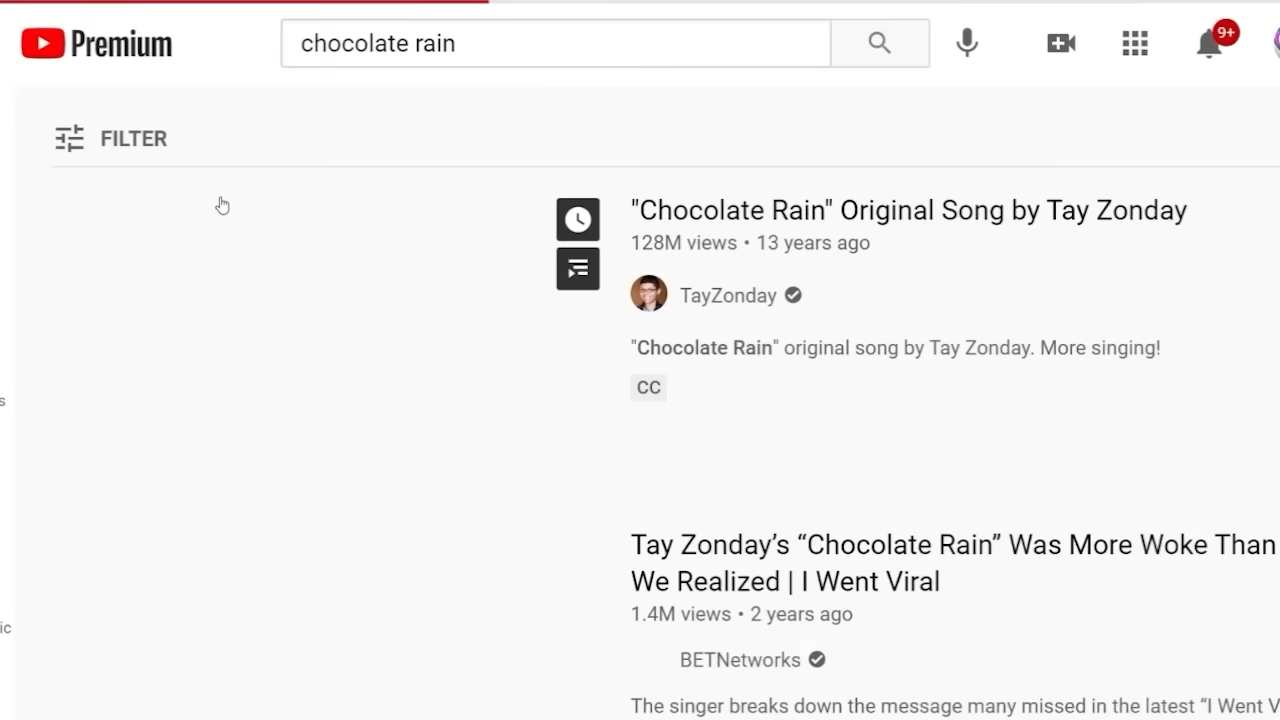 Premium
chocolate rain
9+
FILTER
"Chocolate Rain" Original Song by Tay Zonday
128M views • 13 years ago
TayZonday
"Chocolate Rain" original song by Tay Zonday. More singing!
CC
s
Tay Zonday’s “Chocolate Rain” Was More Woke Than
We Realized | I Went Viral
1.4M views • 2 years ago
ic
BETNetworks
The singer breaks down the message many missed in the latest “I Went V